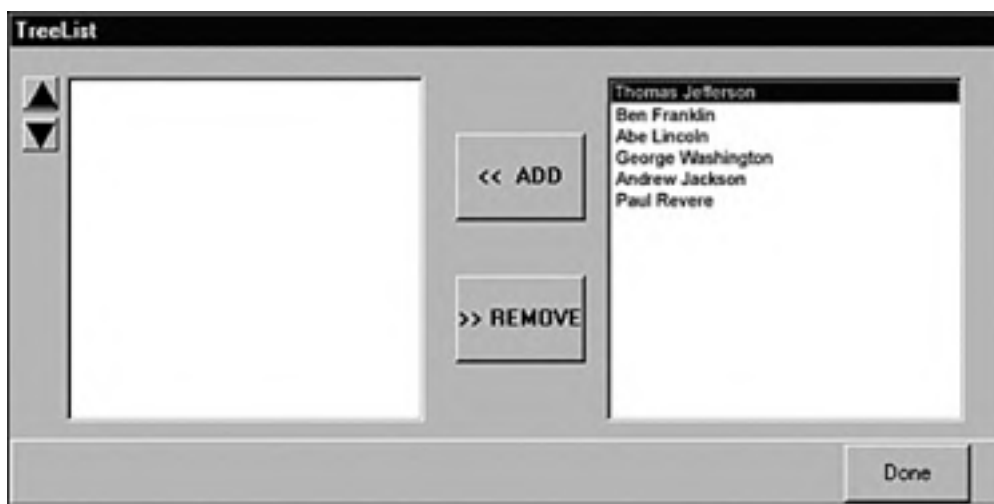 TreeList
<< ADD
>> REMOVE
Thomas Jefferson
Ben Franklin
Abe Lincoln
George Washington
Andrew Jackson
Paul Revere
Done